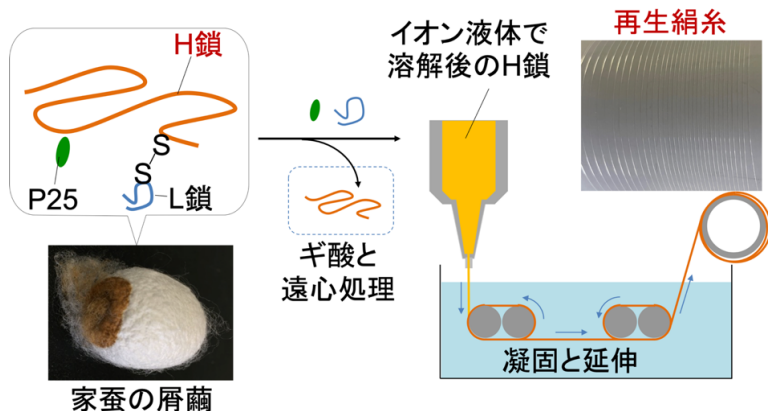 H鎖
S
S
P25
L鎖
家蚕の屑繭
ギ酸と
遠心処理
イオン液体で
溶解後のH鎖
再生絹糸
凝固と延伸